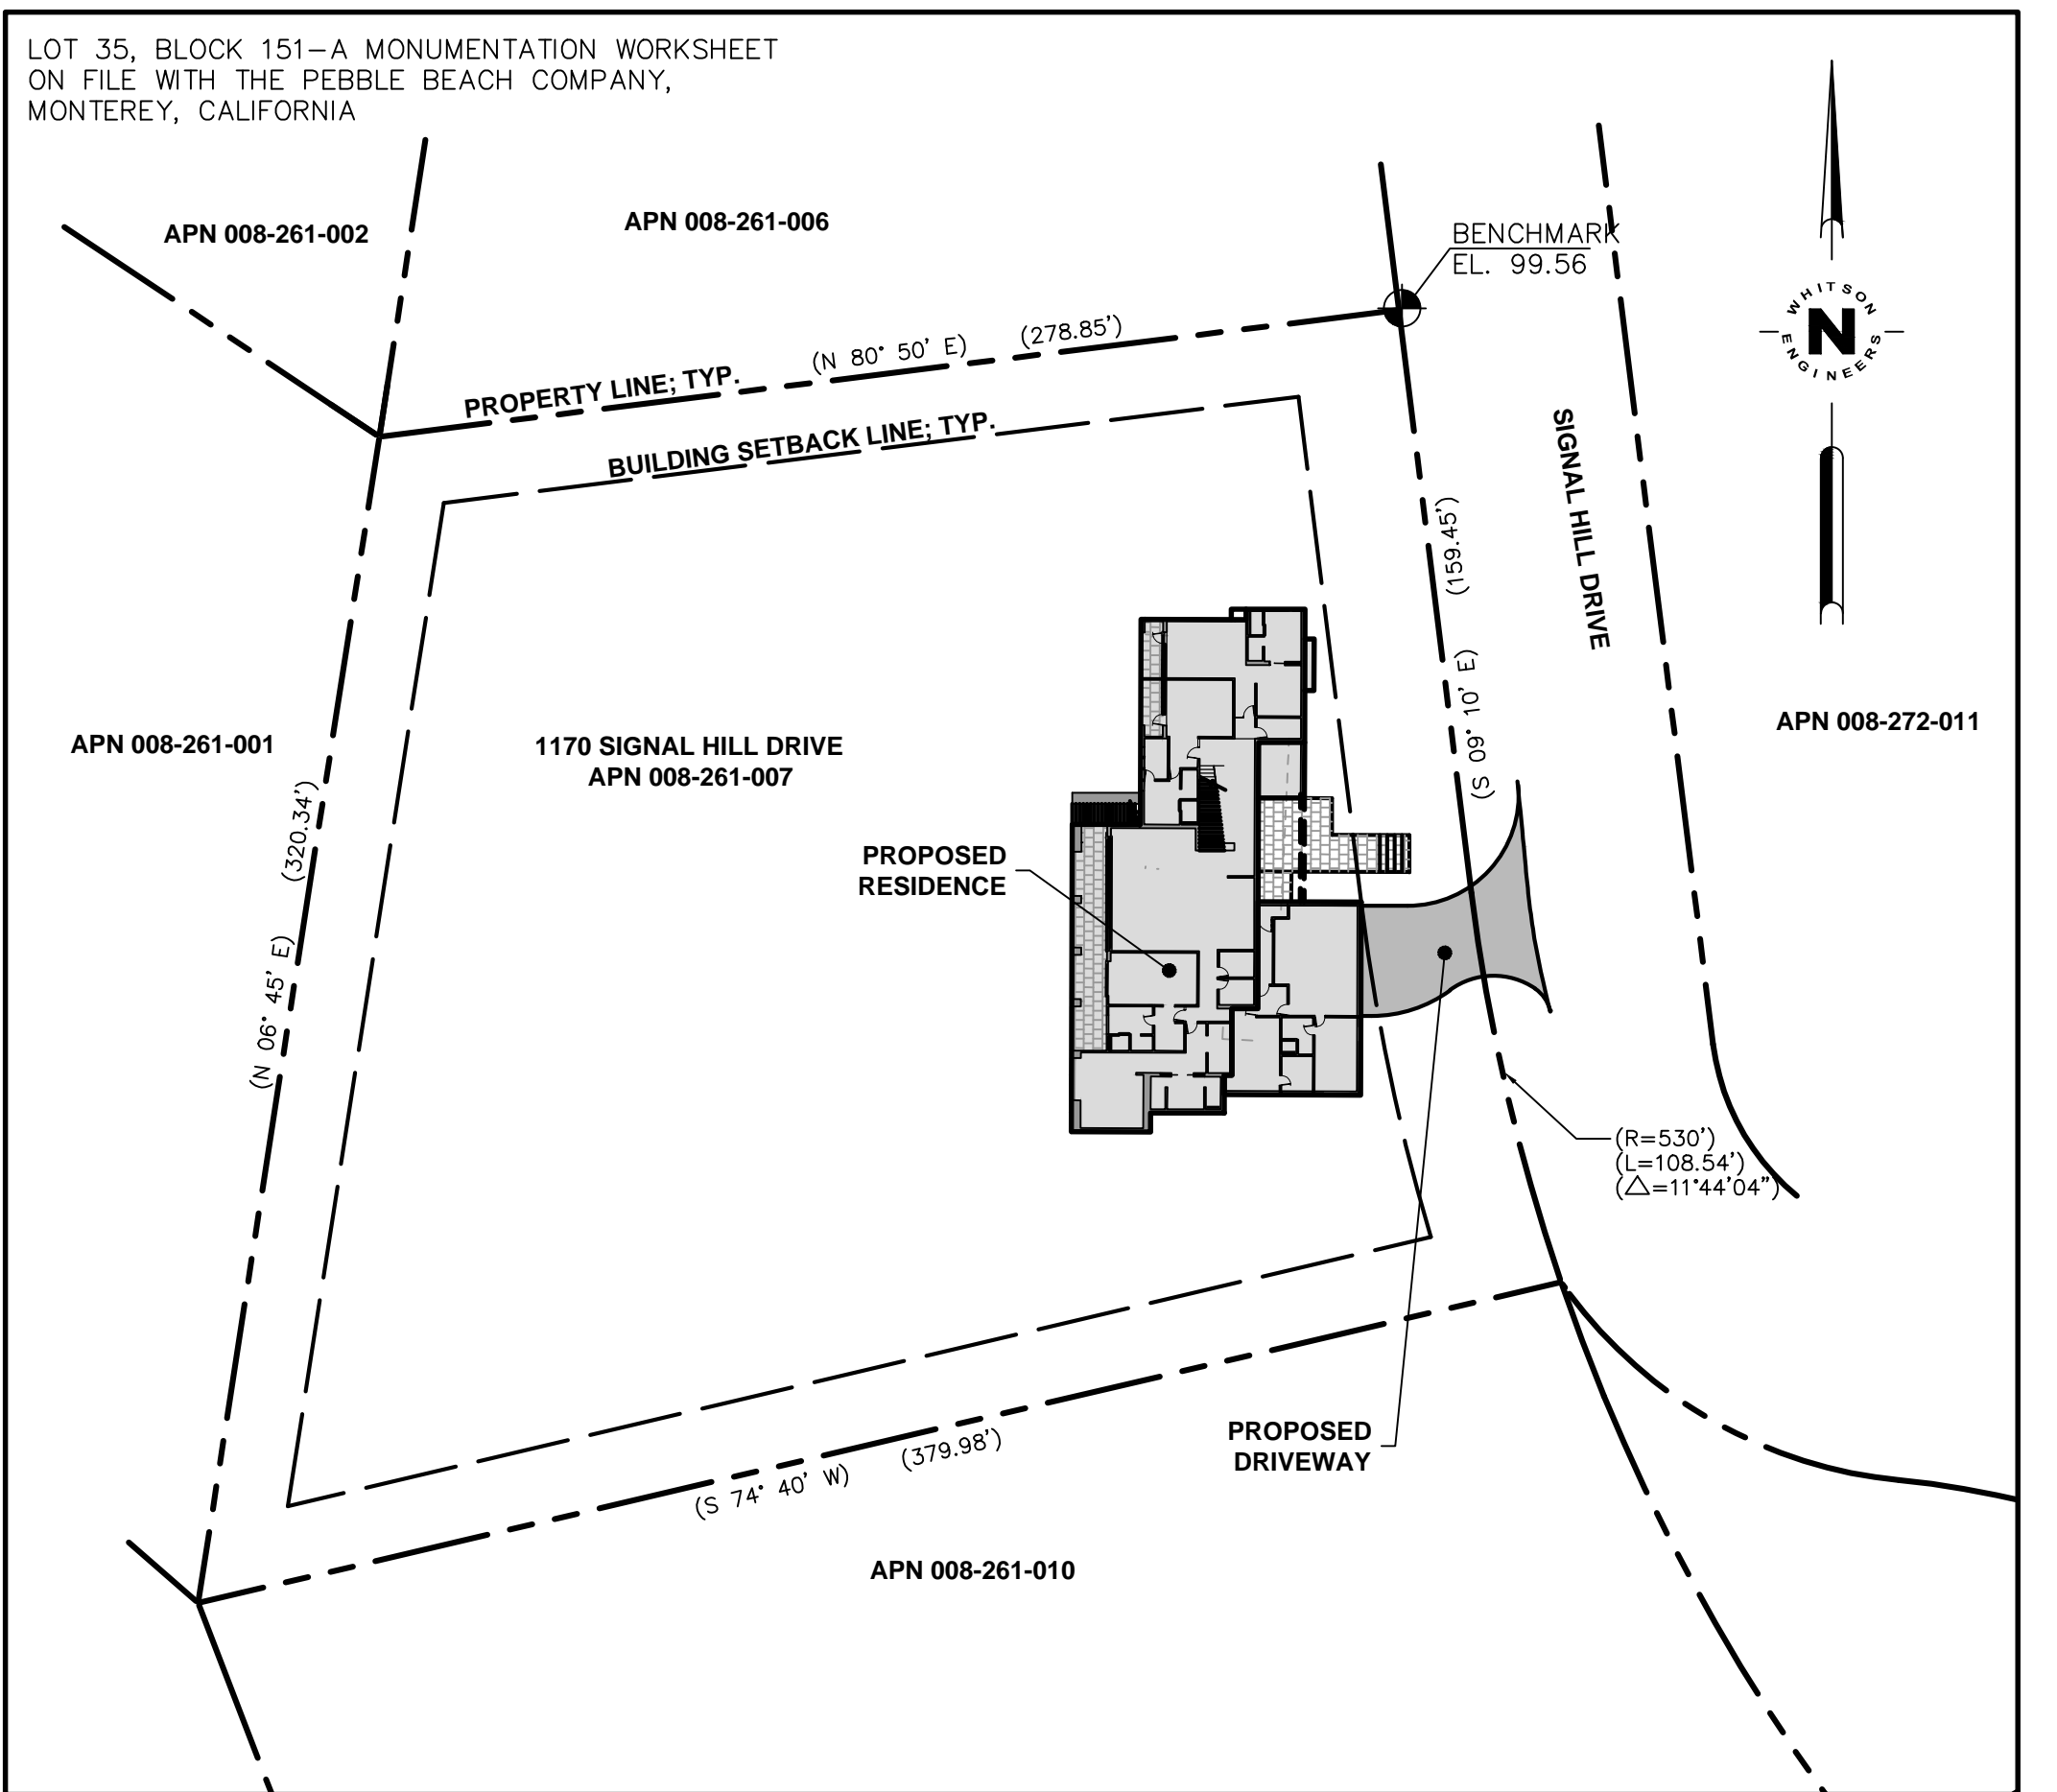 LOT 35, BLOCK 151-A MONUMENTATION WORKSHEET
ON FILE WITH THE PEBBLE BEACH COMPANY,
MONTEREY, CALIFORNIA
APN 008-261-002
APN 008-261-006
BENCHMARK
EL. 99.56
WHITSON
N
ENGINEERS
(N 80° 50' E) (278.85')
PROPERTY LINE; TYP.
BUILDING SETBACK LINE; TYP.
(S 09° 10' E) (159.45')
SIGNAL HILL DRIVE
APN 008-272-011
APN 008-261-001
1170 SIGNAL HILL DRIVE
APN 008-261-007
(N 06° 45' E) (320.34')
PROPOSED
RESIDENCE
(R=530')
(L=108.54')
(△=11°44'04")
PROPOSED
DRIVEWAY
(S 74° 40' W) (379.98')
APN 008-261-010